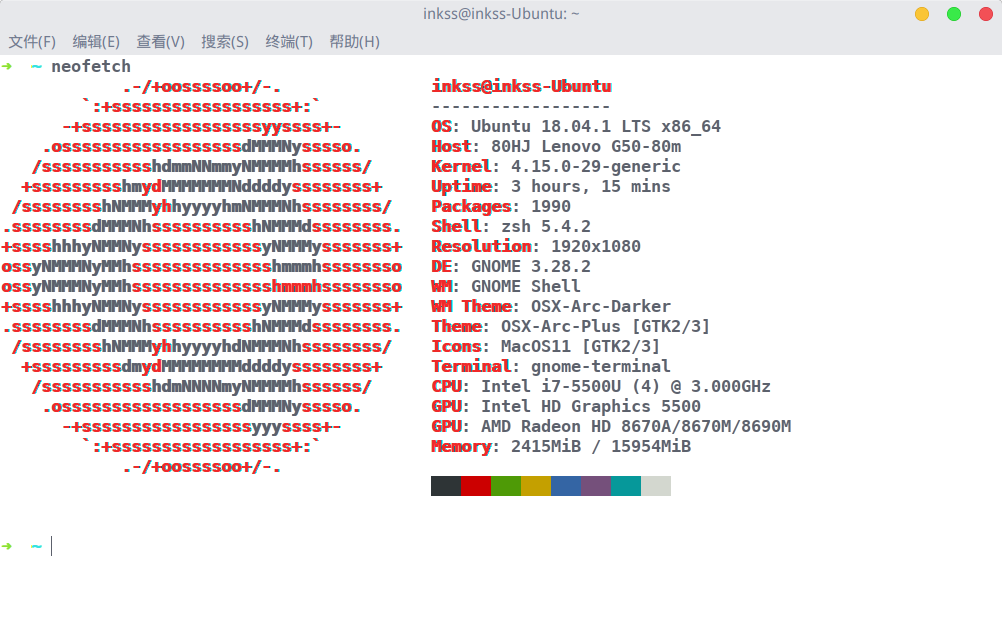 inkss@inkss-Ubuntu: ~
文件(F) 编辑(E) 查看(V) 搜索(S) 终端(T) 帮助(H)
➜  ~ neofetch
            .-/+oossssoo+/-.               inkss@inkss-Ubuntu
        `:+ssssssssssssssssss+:`           ------------------
      -+ssssssssssssssssssyyssss+-         OS: Ubuntu 18.04.1 LTS x86_64
    .ossssssssssssssssssdMMMNysssso.       Host: 80HJ Lenovo G50-80m
   /ssssssssssshdmmNNmmyNMMMMhssssss/      Kernel: 4.15.0-29-generic
  +ssssssssshmydMMMMMMMNddddyssssssss+     Uptime: 3 hours, 15 mins
 /sssssssshNMMMyhhyyyyhmNMMMNhssssssss/    Packages: 1990
.ssssssssdMMMNhsssssssssshNMMMdssssssss.   Shell: zsh 5.4.2
+sssshhhyNMMNyssssssssssssyNMMMysssssss+   Resolution: 1920x1080
ossyNMMMNyMMhsssssssssssssshmmmhssssssso   DE: GNOME 3.28.2
ossyNMMMNyMMhsssssssssssssshmmmhssssssso   WM: GNOME Shell
+sssshhhyNMMNyssssssssssssyNMMMysssssss+   WM Theme: OSX-Arc-Darker
.ssssssssdMMMNhsssssssssshNMMMdssssssss.   Theme: OSX-Arc-Plus [GTK2/3]
 /sssssssshNMMMyhhyyyyhdNMMMNhssssssss/    Icons: MacOS11 [GTK2/3]
  +sssssssssdmydMMMMMMMMddddyssssssss+     Terminal: gnome-terminal
   /ssssssssssshdmNNNNmyNMMMMhssssss/      CPU: Intel i7-5500U (4) @ 3.000GHz
    .ossssssssssssssssssdMMMNysssso.       GPU: Intel HD Graphics 5500
      -+sssssssssssssssssyyyssss+-         GPU: AMD Radeon HD 8670A/8670M/8690M
        `:+ssssssssssssssssss+:`           Memory: 2415MiB / 15954MiB
            .-/+oossssoo+/-.
➜  ~